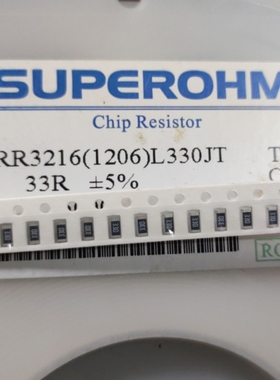 SUPEROHM
Chip Resistor
RR3216(1206)L330JT
33R ±5%